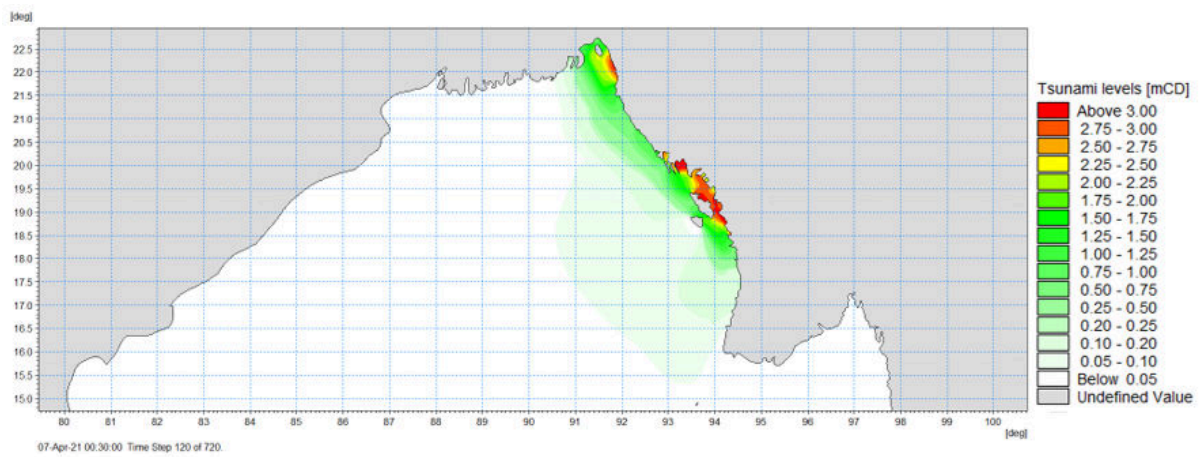 [deg]
22.5
22.0
21.5
21.0
20.5
20.0
19.5
19.0
18.5
18.0
17.5
17.0
16.5
16.0
15.5
15.0
80 81 82 83 84 85 86 87 88 89 90 91 92 93 94 95 96 97 98 99 100
[deg]
07-Apr-21 00:30:00 Time Step 120 of 720.
Tsunami levels [mCD]
Above 3.00
2.75 - 3.00
2.50 - 2.75
2.25 - 2.50
2.00 - 2.25
1.75 - 2.00
1.50 - 1.75
1.25 - 1.50
1.00 - 1.25
0.75 - 1.00
0.50 - 0.75
0.25 - 0.50
0.20 - 0.25
0.10 - 0.20
0.05 - 0.10
Below 0.05
Undefined Value